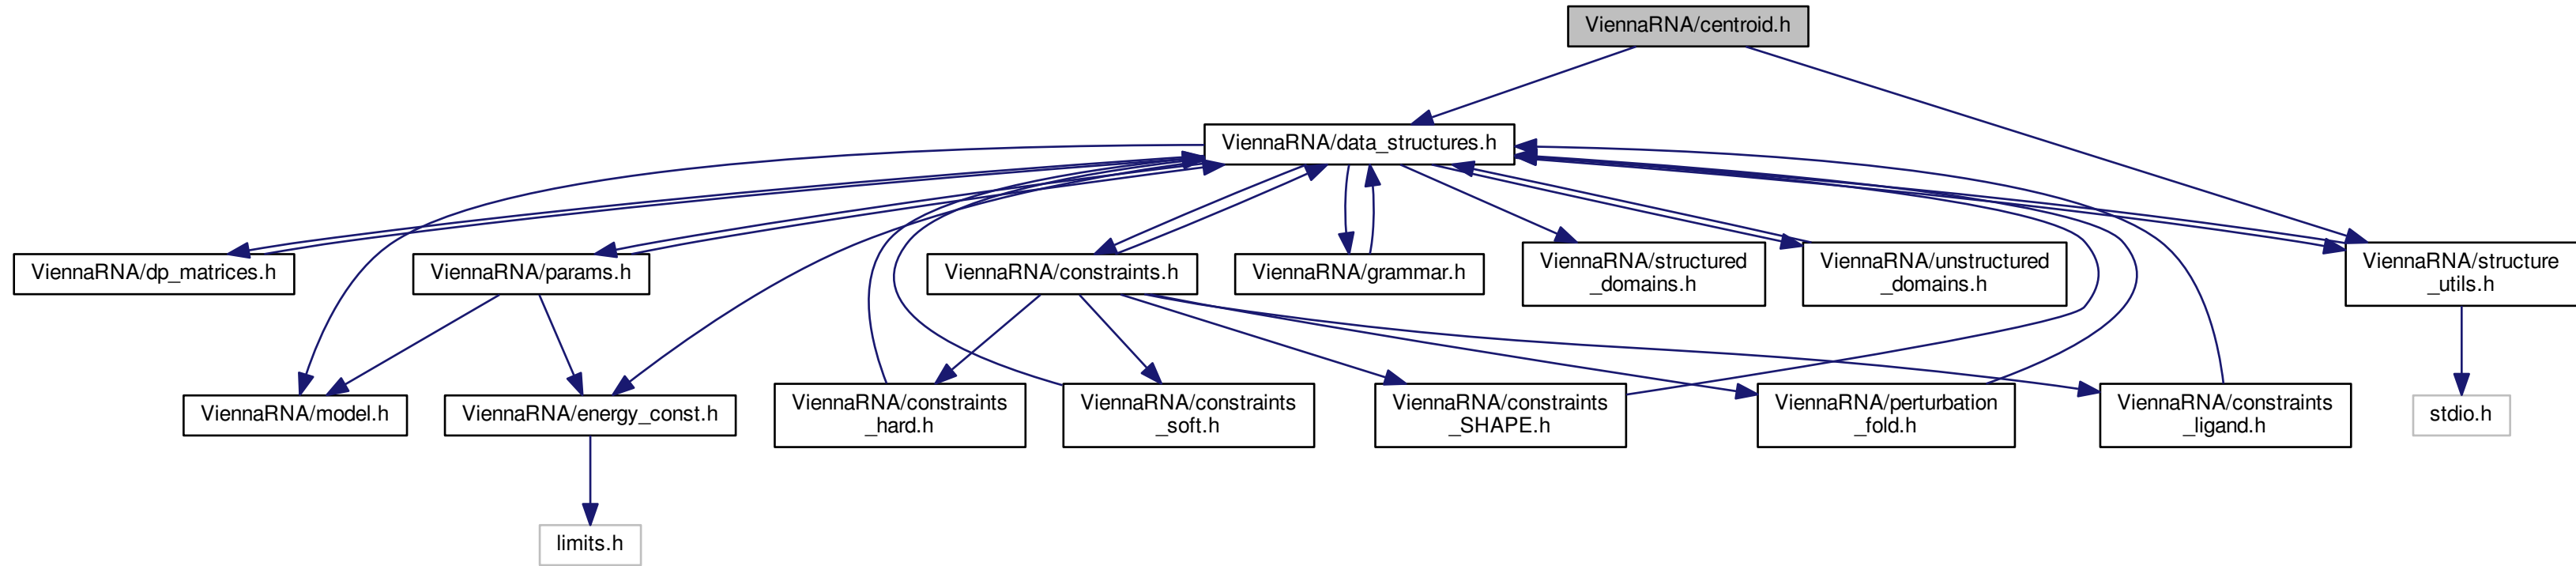 ViennaRNA/centroid.h
ViennaRNA/data_structures.h
ViennaRNA/dp_matrices.h
ViennaRNA/params.h
ViennaRNA/constraints.h
ViennaRNA/grammar.h
ViennaRNA/structured
_domains.h
ViennaRNA/unstructured
_domains.h
ViennaRNA/structure
_utils.h
ViennaRNA/model.h
ViennaRNA/energy_const.h
ViennaRNA/constraints
_hard.h
ViennaRNA/constraints
_soft.h
ViennaRNA/constraints
_SHAPE.h
ViennaRNA/perturbation
_fold.h
ViennaRNA/constraints
_ligand.h
stdio.h
limits.h